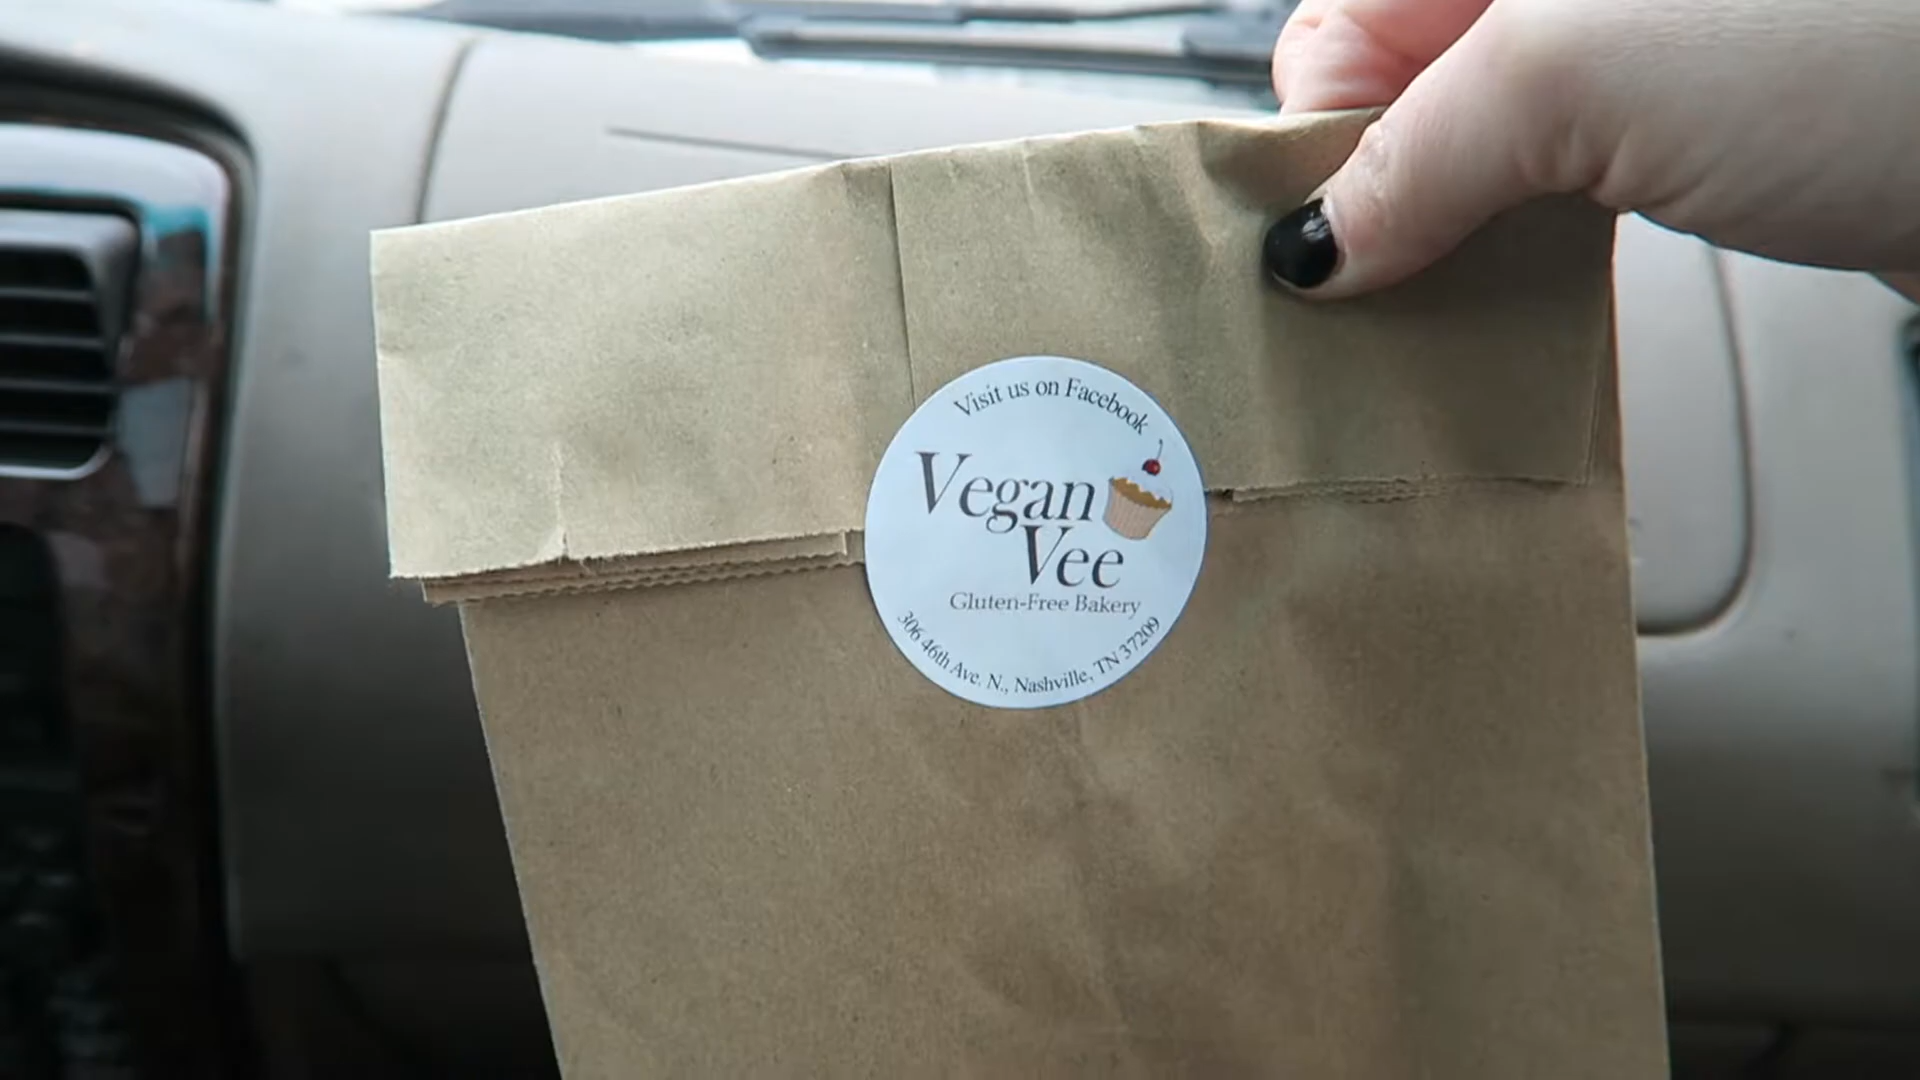 Visit us on Facebook
Vegan
Vee
Gluten-Free Bakery
306 46th Ave. N., Nashville, TN 37209